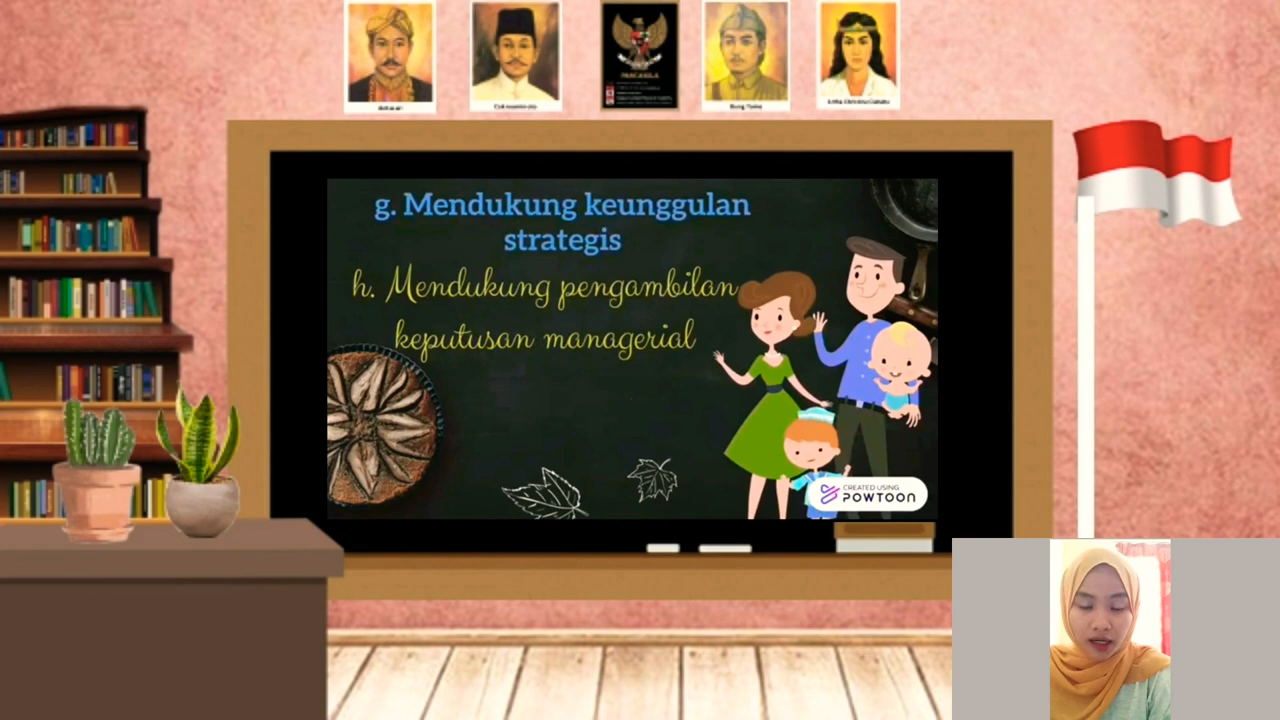 PANCASILA
g. Mendukung keunggulan
strategis
h. Mendukung pengambilan
keputusan managerial
CREATED USING
POWTOON